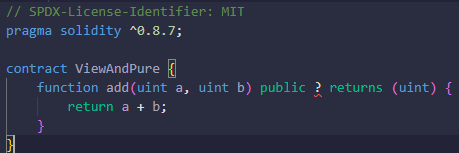 // SPDX-License-Identifier: MIT
pragma solidity ^0.8.7;
contract ViewAndPure {
function add(uint a, uint b) public ? returns (uint) {
return a + b;
}
}